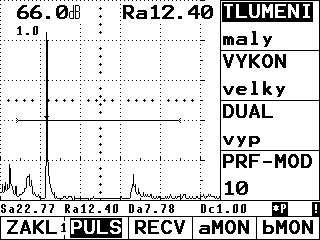 66.0dB Ra12.40 TLUMENI
1.0
maly
VYKON
velky
DUAL
vyp
PRF-MOD
10
Sa22.77 Ra12.40 Da7.78 Dc1.00 *P !
ZAKL1 PULS RECV aMON bMON